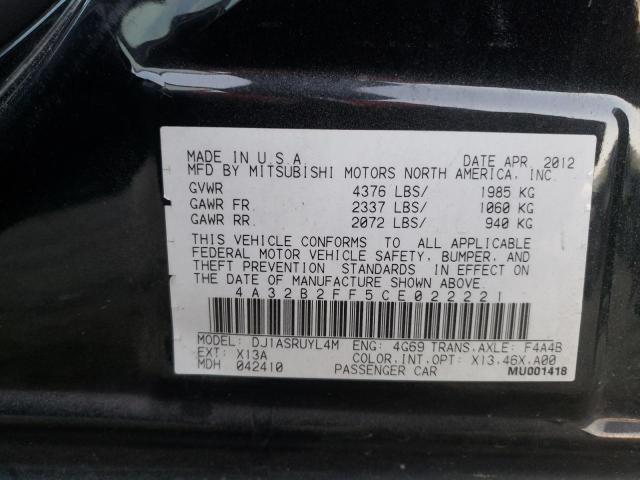 MADE IN U.S.A. DATE APR. 2012
MFD BY MITSUBISHI MOTORS NORTH AMERICA, INC.
GVWR 4376 LBS/ 1985 KG
GAWR FR. 2337 LBS/ 1060 KG
GAWR RR. 2072 LBS/ 940 KG
THIS VEHICLE CONFORMS TO ALL APPLICABLE
FEDERAL MOTOR VEHICLE SAFETY, BUMPER, AND
THEFT PREVENTION STANDARDS IN EFFECT ON
THE DATE OF MANUFACTURE SHOWN ABOVE.
4A32B2FF5CE022221
MODEL: DJ1ASRUYL4M ENG: 4G69 TRANS.AXLE: F4A4B
EXT: X13A COLOR.INT.OPT: X13.46X.A00
MDH 042410 PASSENGER CAR MU001418